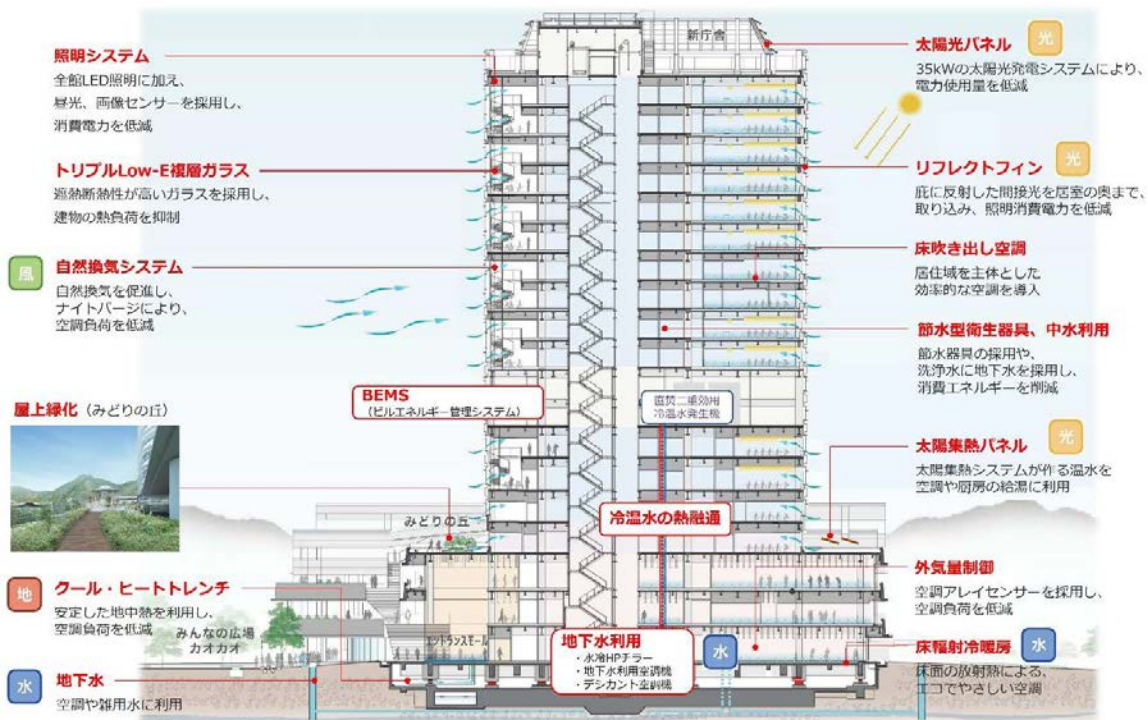 照明システム
全館LED照明に加え、
昼光、画像センサーを採用し、
消費電力を低減
トリプルLow-E複層ガラス
遮熱断熱性が高いガラスを採用し、
建物の熱負荷を抑制
風
自然換気システム
自然換気を促進し、
ナイトパージにより、
空調負荷を低減
屋上緑化（みどりの丘）
地
クール・ヒートトレンチ
安定した地中熱を利用し、
空調負荷を低減
みんなの広場
カオカオ
水
地下水
空調や雑用水に利用
新庁舎
BEMS
（ビルエネルギー管理システム）
直焚二重効用
冷温水発生機
冷温水の熱融通
みどりの丘
エントランスモール
地下水利用
・水冷HPチラー
・地下水利用空調機
・デシカント空調機
水
太陽光パネル
光
35kWの太陽光発電システムにより、
電力使用量を低減
リフレクトフィン
光
庇に反射した間接光を居室の奥まで、
取り込み、照明消費電力を低減
床吹き出し空調
居住域を主体とした
効率的な空調を導入
節水型衛生器具、中水利用
節水器具の採用や、
洗浄水に地下水を採用し、
消費エネルギーを削減
太陽集熱パネル
光
太陽集熱システムが作る温水を
空調や厨房の給湯に利用
外気量制御
空調アレイセンサーを採用し、
空調負荷を低減
床輻射冷暖房
水
床面の放射熱による、
エコでやさしい空調